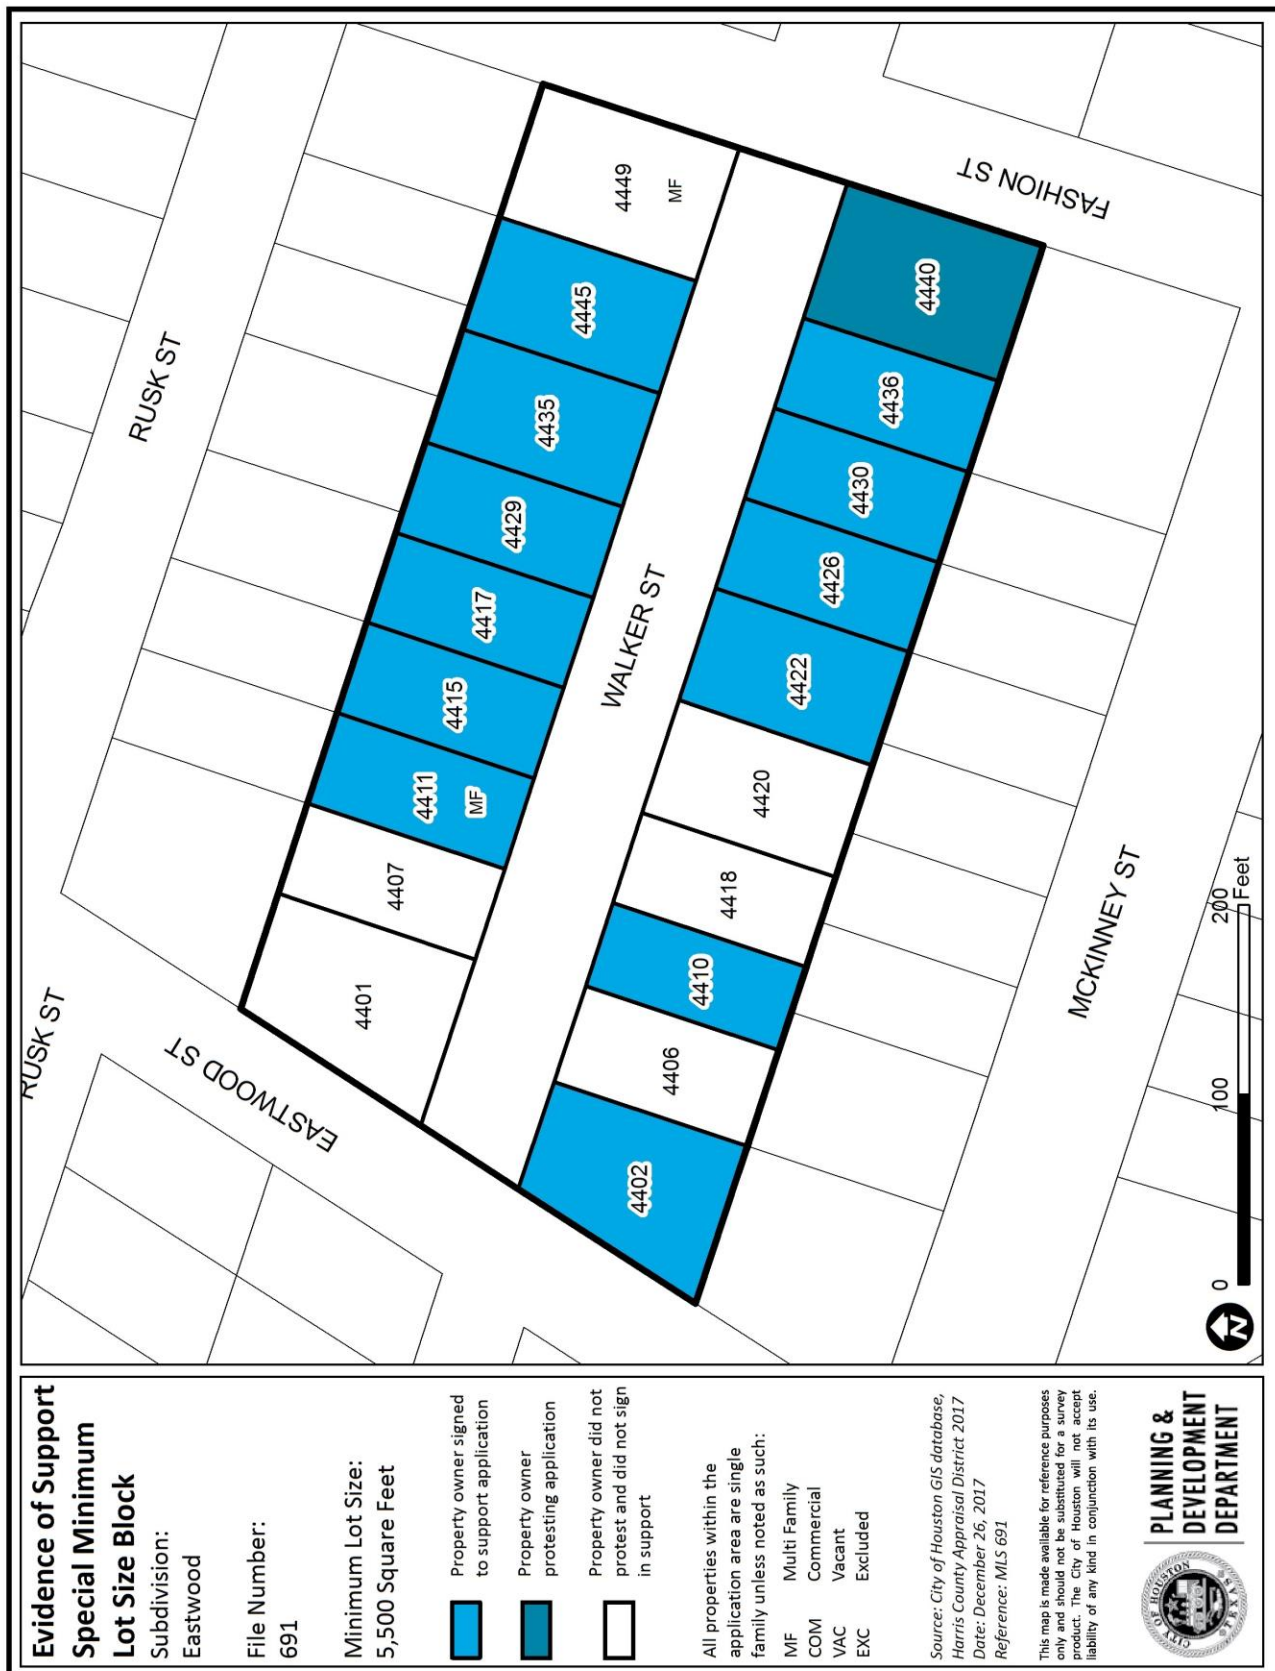 Evidence of Support
Special Minimum
Lot Size Block
Subdivision:
Eastwood
File Number:
691
Minimum Lot Size:
5,500 Square Feet
Property owner signed
to support application
Property owner
protesting application
Property owner did not
protest and did not sign
in support
All properties within the
application area are single
family unless noted as such:
MF Multi Family
COM Commercial
VAC Vacant
EXC Excluded
Source: City of Houston GIS database,
Harris County Appraisal District 2017
Date: December 26, 2017
Reference: MLS 691
This map is made available for reference purposes
only and should not be substituted for a survey
product. The City of Houston will not accept
liability of any kind in conjunction with its use.
CITY OF HOUSTON
TEXAS
PLANNING &
DEVELOPMENT
DEPARTMENT
RUSK ST
RUSK ST
EASTWOOD ST
4401
4407
4411
MF
4415
4417
4429
4435
4445
4449
MF
WALKER ST
4402
4406
4410
4418
4420
4422
4426
4430
4436
4440
FASHION ST
MCKINNEY ST
N
0 100 200
Feet